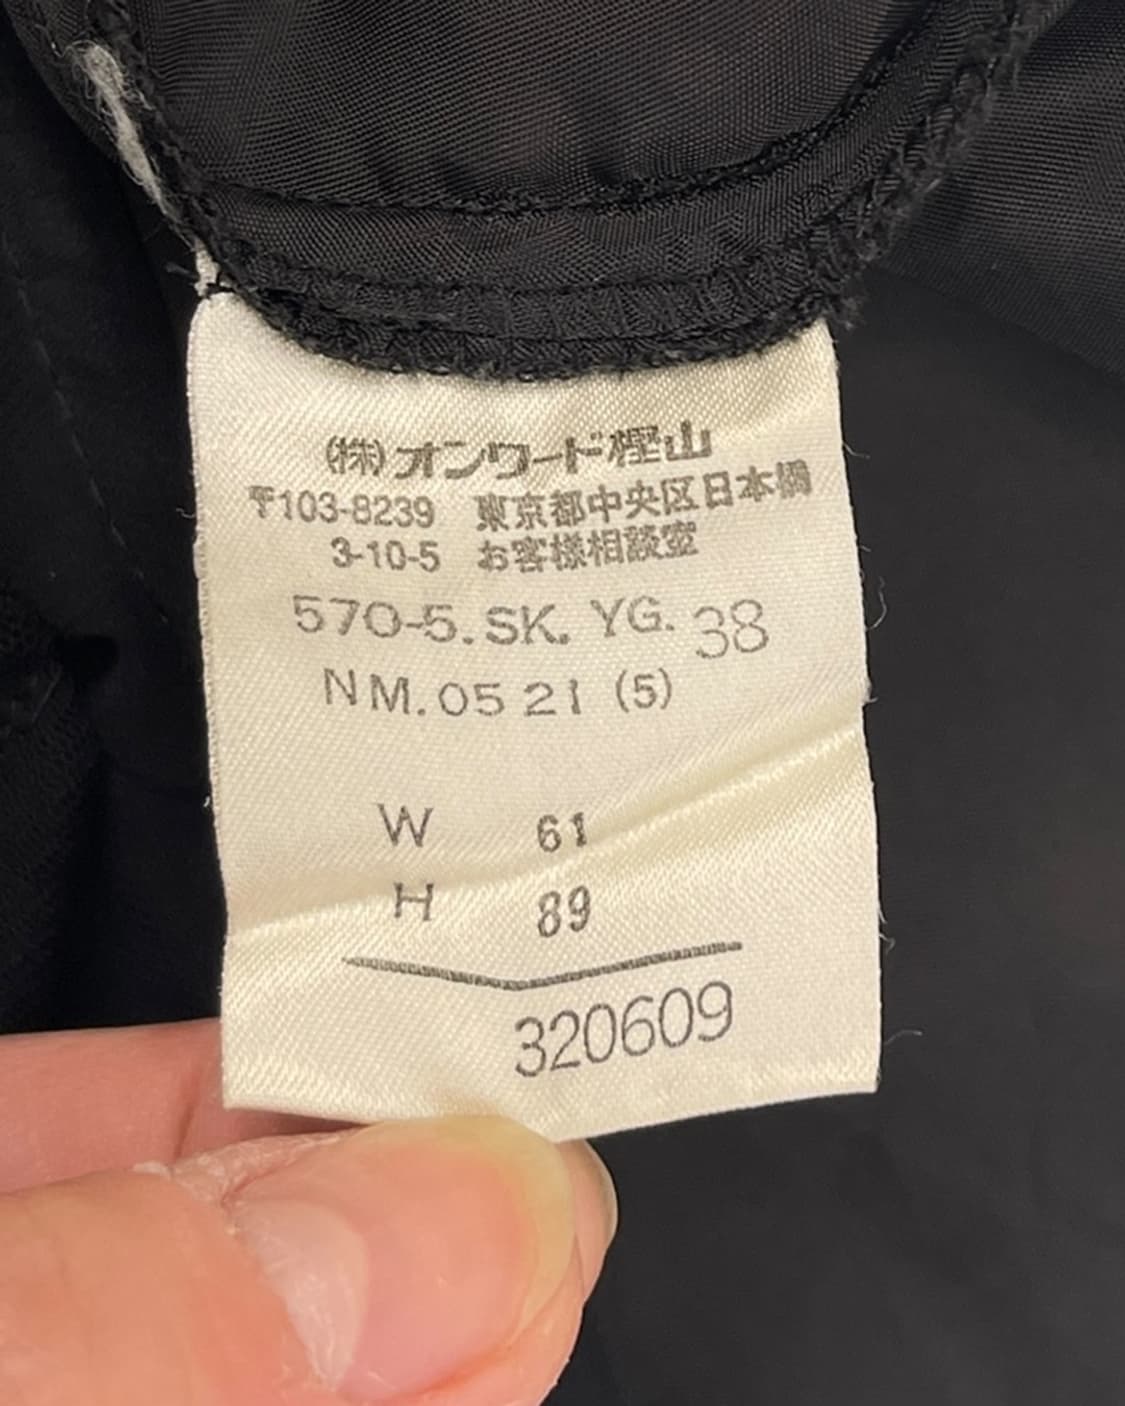 (株)オンワード樫山
〒103-8239 東京都中央区日本橋
3-10-5 お客様相談室
570-5.SK.YG.38
NM.0521 (5)
W 61
H 89
320609